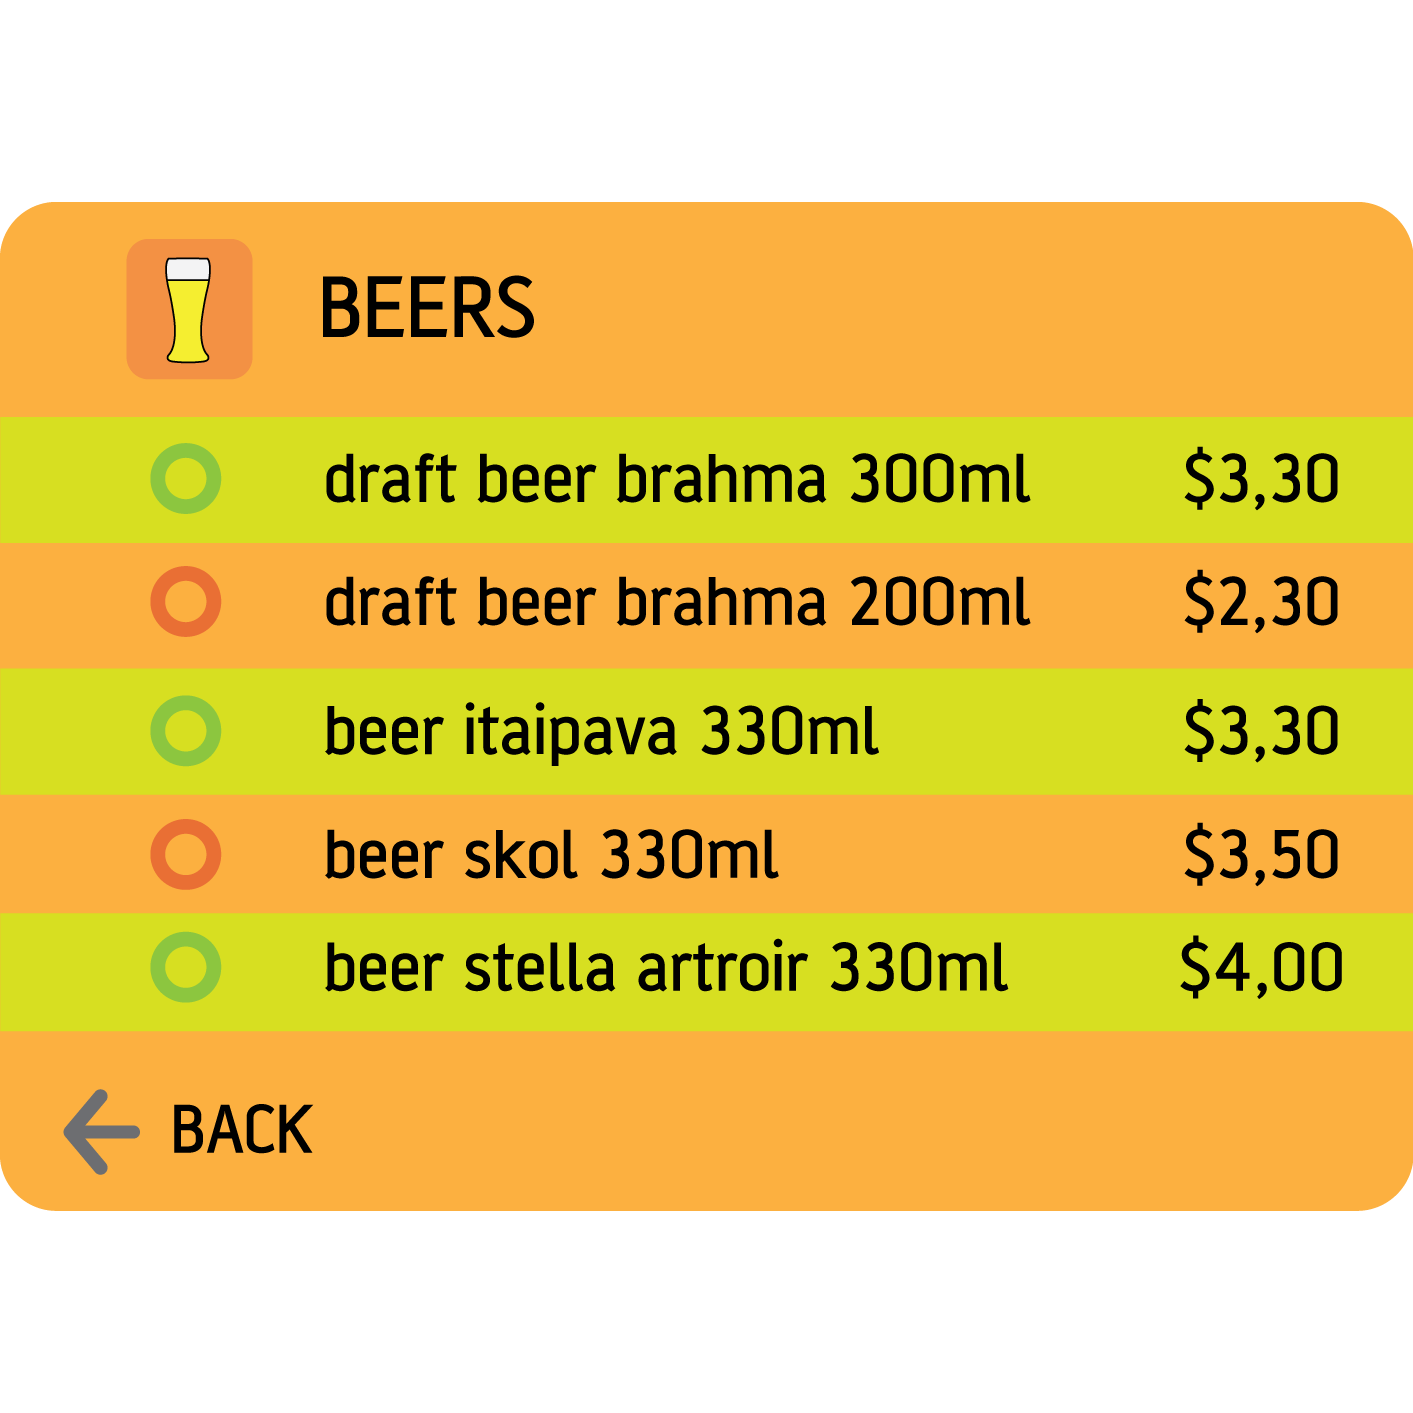 BEERS
draft beer brahma 300ml $3,30
draft beer brahma 200ml $2,30
beer itaipava 330ml $3,30
beer skol 330ml $3,50
beer stella artroir 330ml $4,00
BACK